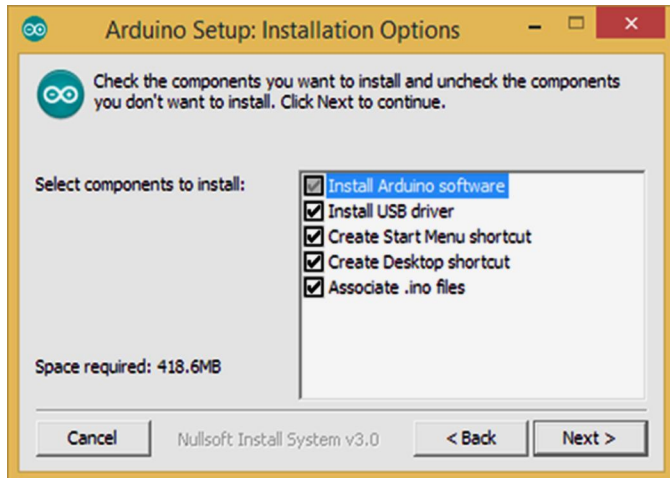 Arduino Setup: Installation Options
Check the components you want to install and uncheck the components
you don't want to install. Click Next to continue.
Select components to install:
Install Arduino software
Install USB driver
Create Start Menu shortcut
Create Desktop shortcut
Associate .ino files
Space required: 418.6MB
Cancel
Nullsoft Install System v3.0
< Back
Next >